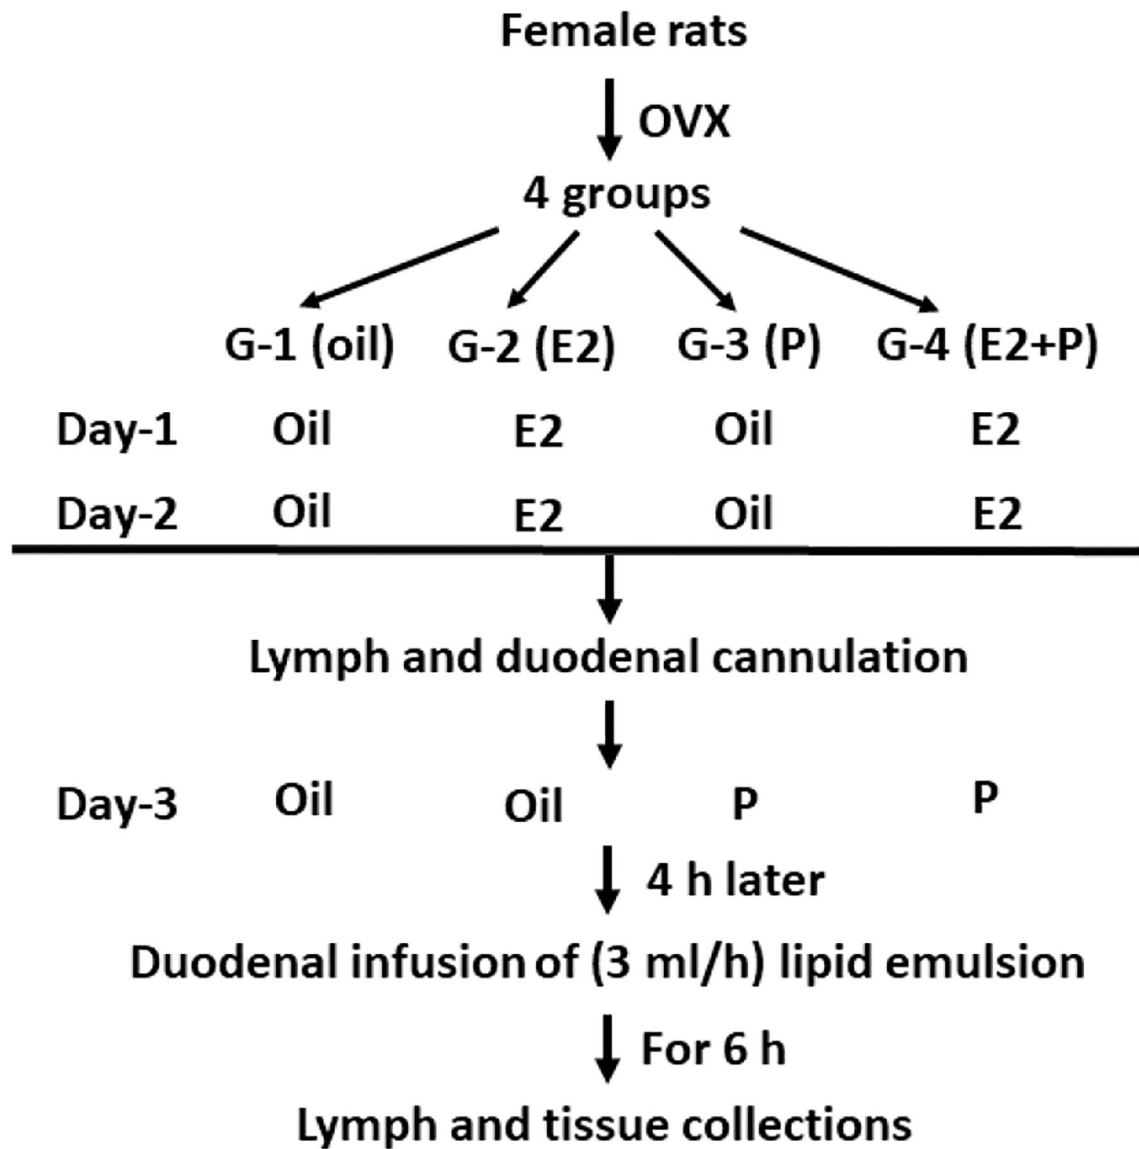 Female rats
OVX
4 groups
G-1 (oil) G-2 (E2) G-3 (P) G-4 (E2+P)
Day-1 Oil E2 Oil E2
Day-2 Oil E2 Oil E2
Lymph and duodenal cannulation
Day-3 Oil Oil P P
4 h later
Duodenal infusion of (3 ml/h) lipid emulsion
For 6 h
Lymph and tissue collections